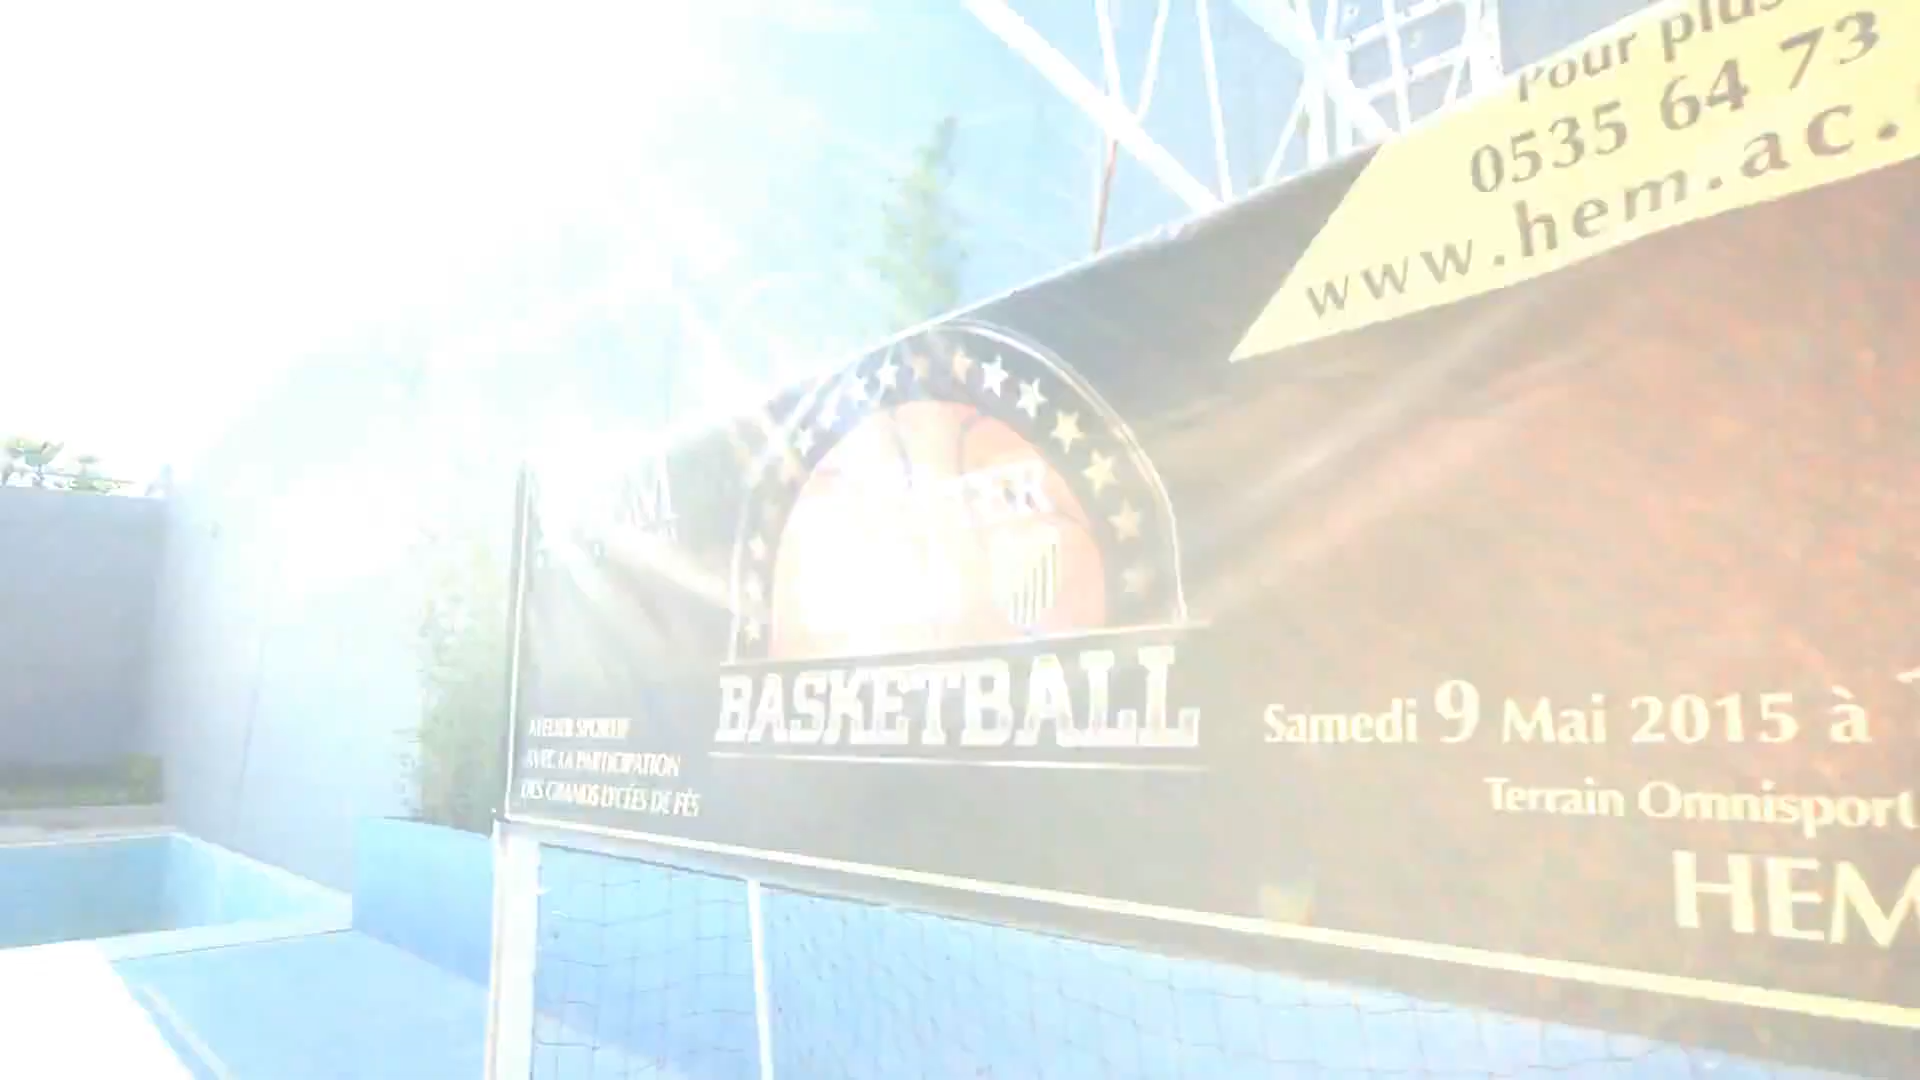 Pour plus
0535 64 73
www.hem.ac.
BASKETBALL
ATELIER SPORTIF
AVEC LA PARTICIPATION
DES GRANDS LYCÉES DE FÈS
Samedi 9 Mai 2015 à
Terrain Omnisport
HEM